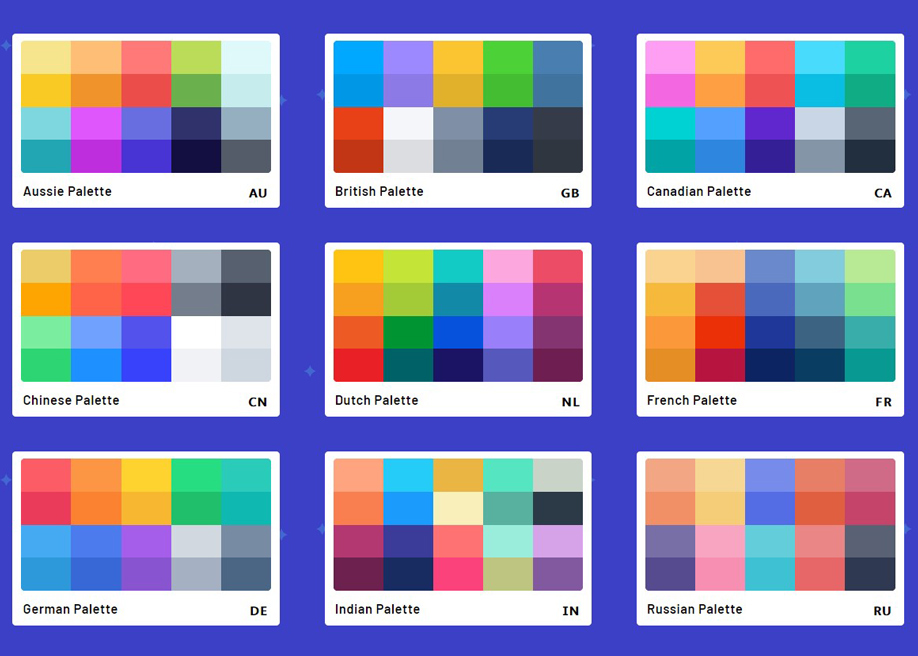 Aussie Palette AU
British Palette GB
Canadian Palette CA
Chinese Palette CN
Dutch Palette NL
French Palette FR
German Palette DE
Indian Palette IN
Russian Palette RU